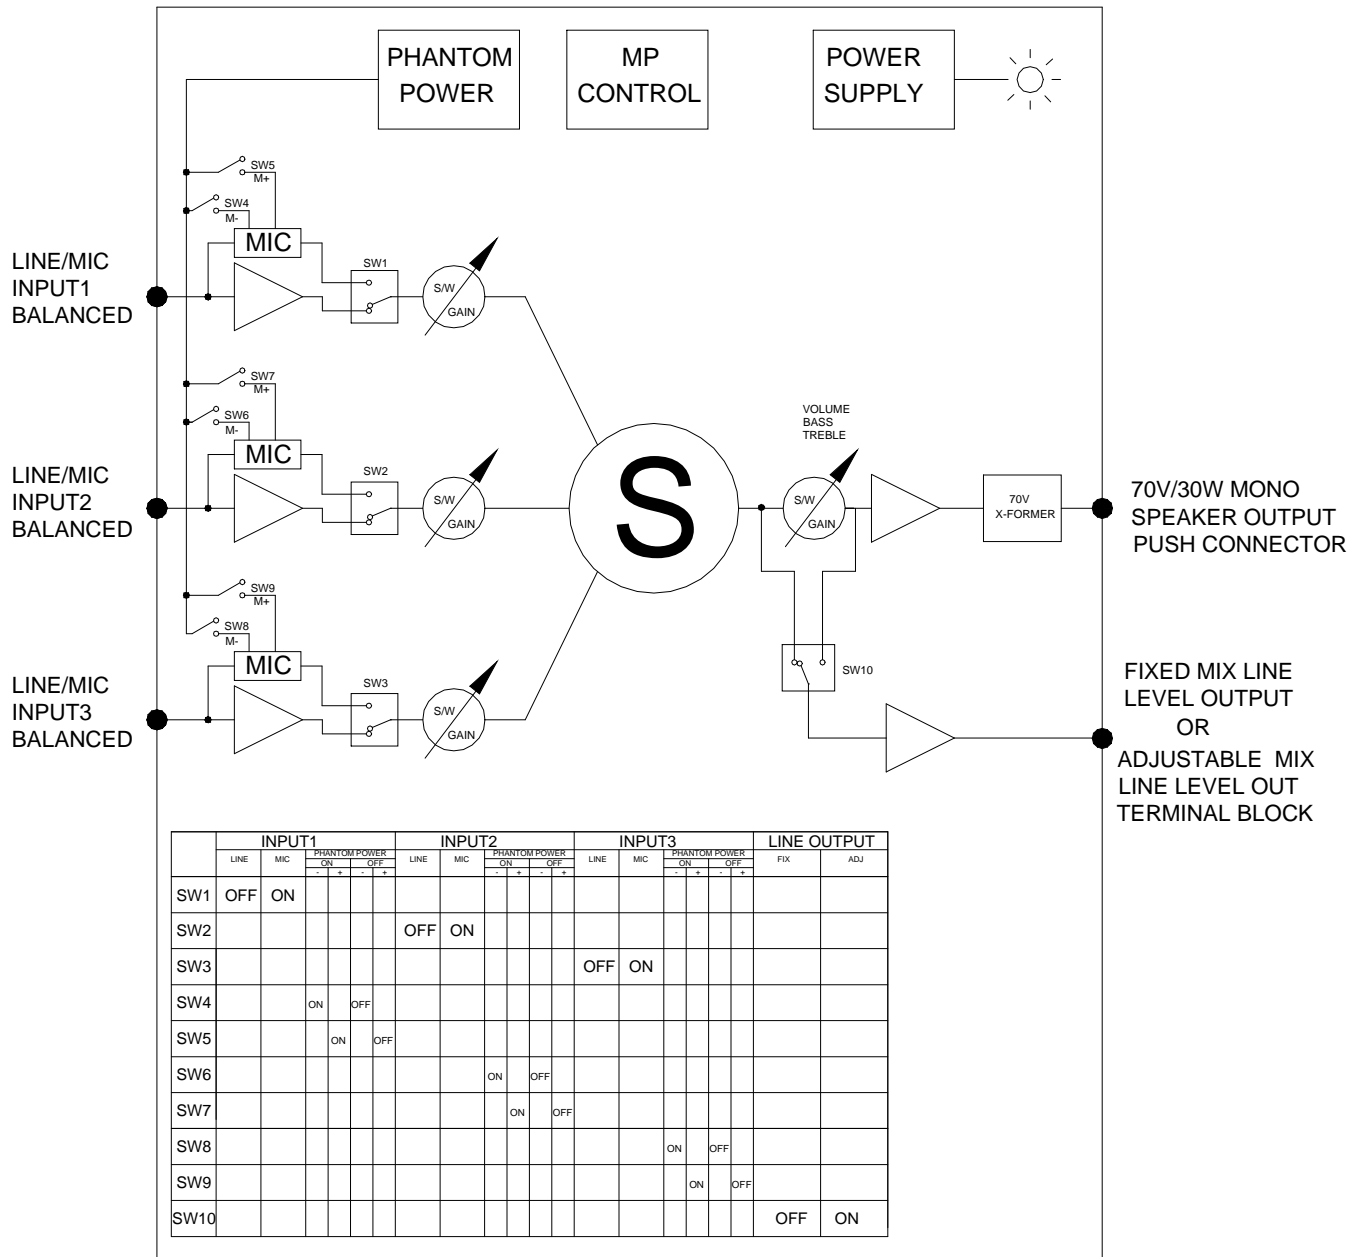 PHANTOM
POWER
MP
CONTROL
POWER
SUPPLY
SW5
M+
SW4
M-
MIC
LINE/MIC
INPUT1
BALANCED
SW1
S/W
GAIN
SW7
M+
SW6
M-
MIC
LINE/MIC
INPUT2
BALANCED
SW2
S/W
GAIN
S
VOLUME
BASS
TREBLE
S/W
GAIN
70V
X-FORMER
70V/30W MONO
SPEAKER OUTPUT
PUSH CONNECTOR
SW9
M+
SW8
M-
MIC
LINE/MIC
INPUT3
BALANCED
SW3
S/W
GAIN
SW10
FIXED MIX LINE
LEVEL OUTPUT
OR
ADJUSTABLE MIX
LINE LEVEL OUT
TERMINAL BLOCK
INPUT1 INPUT2 INPUT3 LINE OUTPUT
LINE MIC PHANTOM POWER LINE MIC PHANTOM POWER LINE MIC PHANTOM POWER FIX ADJ
ON OFF ON OFF ON OFF
- + - + - + - + - + - +
SW1 OFF ON
SW2 OFF ON
SW3 OFF ON
SW4 ON OFF
SW5 ON OFF
SW6 ON OFF
SW7 ON OFF
SW8 ON OFF
SW9 ON OFF
SW10 OFF ON